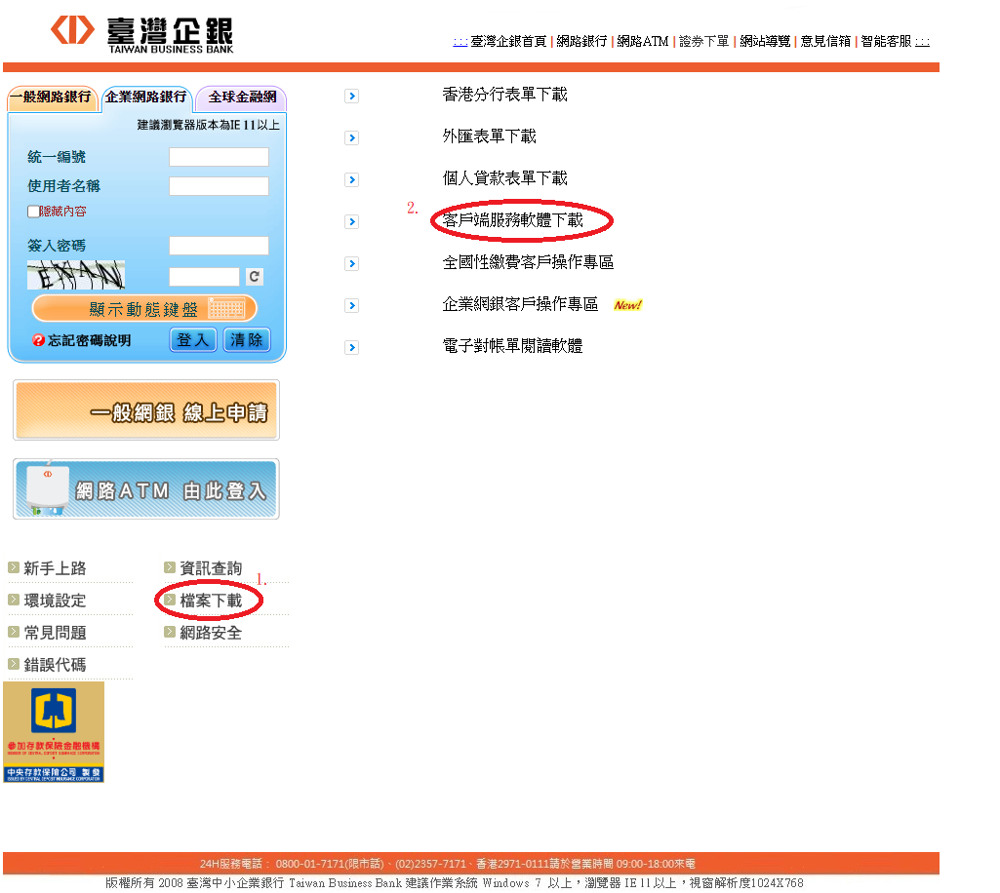 臺灣企銀
TAIWAN BUSINESS BANK
::: 臺灣企銀首頁 | 網路銀行 | 網路ATM | 證券下單 | 網站導覽 | 意見信箱 | 智能客服 :::
一般網路銀行 企業網路銀行 全球金融網
建議瀏覽器版本為IE 11以上
統一編號
使用者名稱
隱藏內容
簽入密碼
EXAN
顯示動態鍵盤
忘記密碼說明 登入 清除
一般網銀 線上申請
網路ATM 由此登入
新手上路 資訊查詢
1.
環境設定 檔案下載
常見問題 網路安全
錯誤代碼
參加存款保險金融機構
MEMBER OF CENTRAL DEPOSIT INSURANCE CORPORATION
中央存款保險公司 製發
ISSUED BY CENTRAL DEPOSIT INSURANCE CORPORATION
香港分行表單下載
外匯表單下載
個人貸款表單下載
2.
客戶端服務軟體下載
全國性繳費客戶操作專區
企業網銀客戶操作專區 New!
電子對帳單閱讀軟體
24H服務電話： 0800-01-7171(限市話)、(02)2357-7171、香港2971-0111請於營業時間 09:00-18:00來電
版權所有 2008 臺灣中小企業銀行 Taiwan Business Bank 建議作業系統 Windows 7 以上，瀏覽器 IE11以上，視窗解析度1024X768